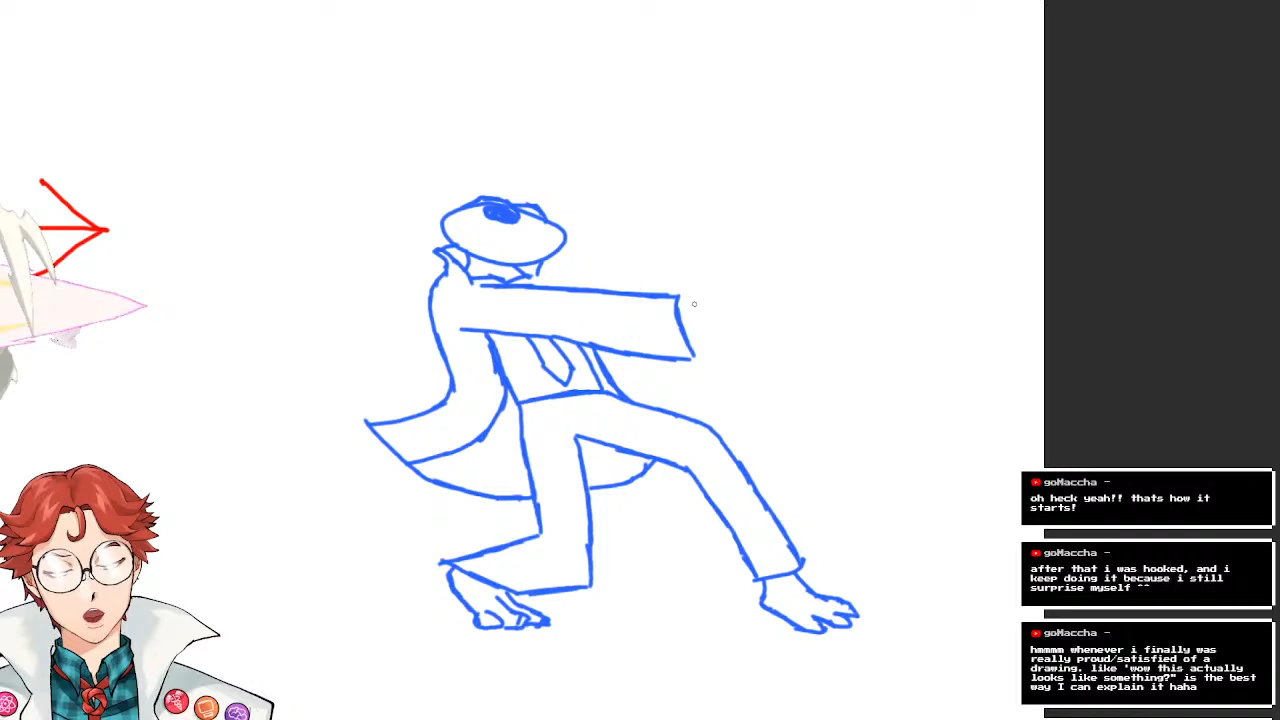 goMaccha -
oh heck yeah!! thats how it
starts!
goMaccha -
after that i was hooked, and i
keep doing it because i still
surprise myself ^^
goMaccha -
hmmmm whenever i finally was
really proud/satisfied of a
drawing. like 'wow this actually
looks like something?" is the best
way I can explain it haha